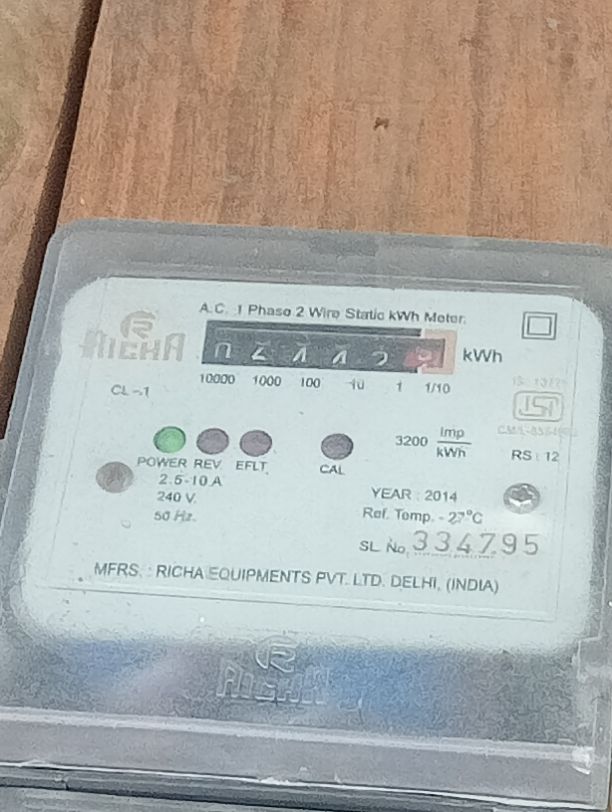 A.C. 1 Phase 2 Wire Static kWh Meter.
RICHA
kWh
10000 1000 100 10 1 1/10
CL-1
ISI
3200 Imp/kWh
RS : 12
POWER REV. EFLT. CAL
2.5-10 A
240 V.
50 Hz.
YEAR : 2014
Ref. Temp. - 27°C
SL. No. 334795
MFRS. : RICHA EQUIPMENTS PVT. LTD. DELHI, (INDIA)
RICHA